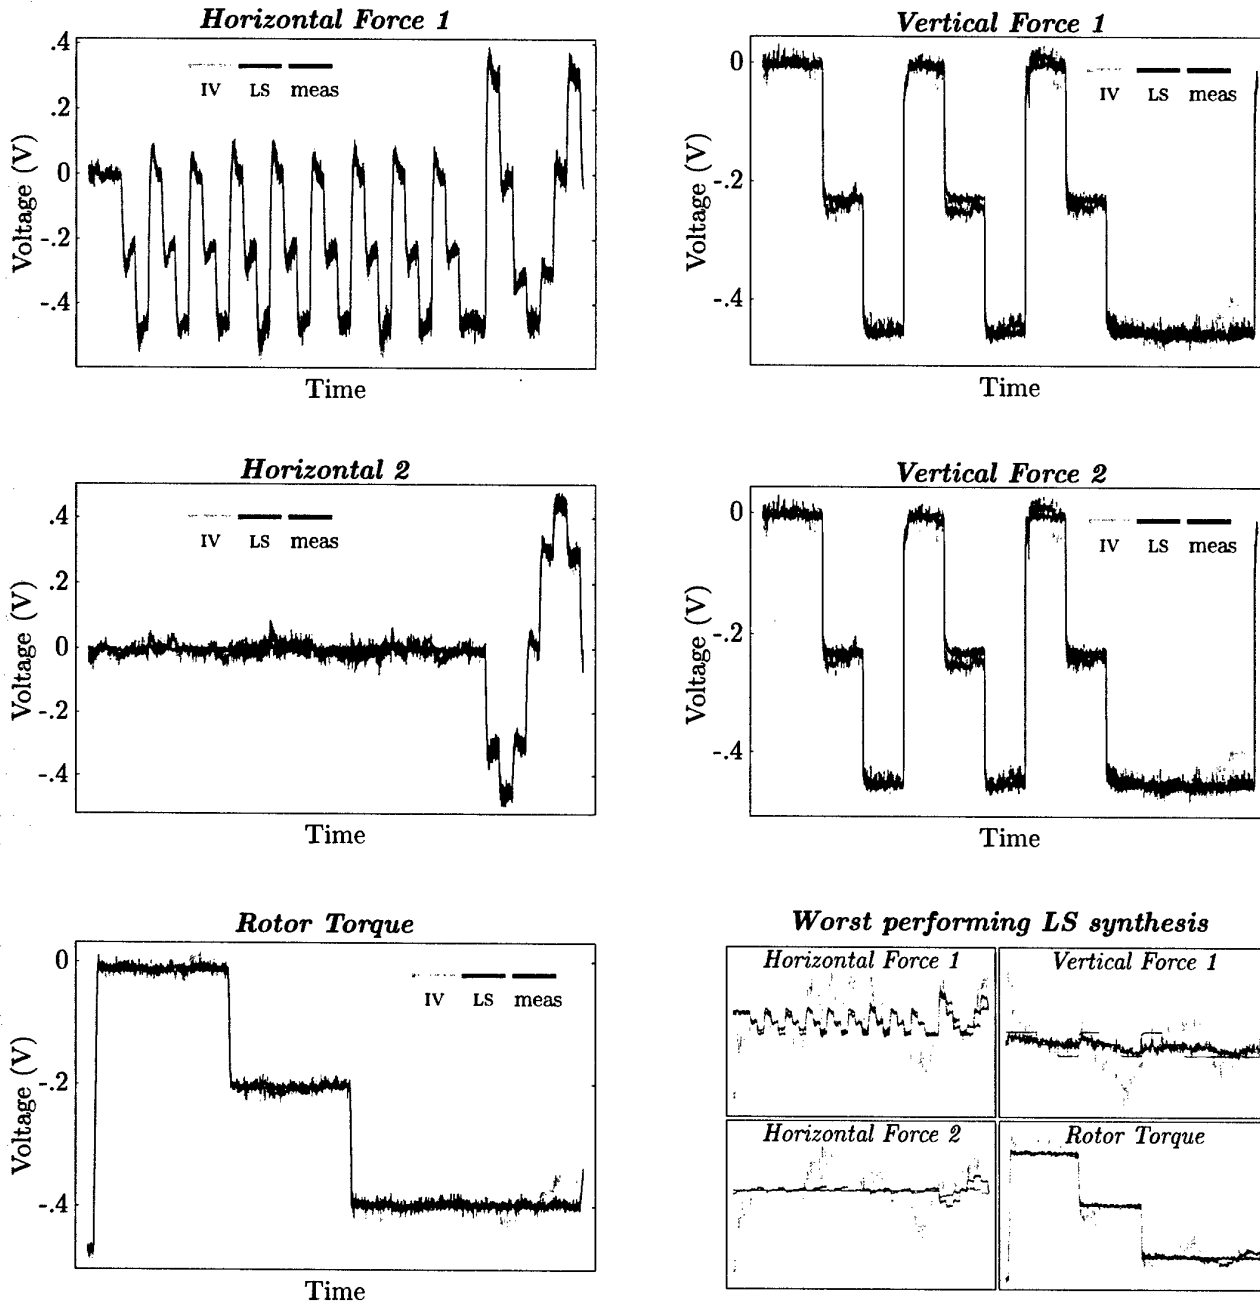 Horizontal Force 1
.4
.2
0
-.2
-.4
Voltage (V)
IV LS meas
Time
Vertical Force 1
0
-.2
-.4
Voltage (V)
IV LS meas
Time
Horizontal 2
.4
.2
0
-.2
-.4
Voltage (V)
IV LS meas
Time
Vertical Force 2
0
-.2
-.4
Voltage (V)
IV LS meas
Time
Rotor Torque
0
-.2
-.4
Voltage (V)
IV LS meas
Time
Worst performing LS synthesis
Horizontal Force 1
Vertical Force 1
Horizontal Force 2
Rotor Torque